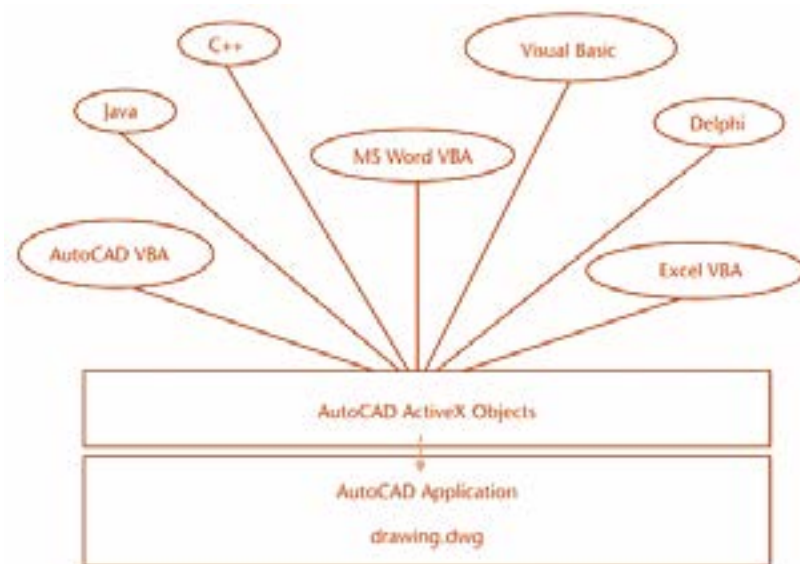 C++
Visual Basic
Java
Delphi
MS Word VBA
AutoCAD VBA
Excel VBA
AutoCAD ActiveX Objects
AutoCAD Application
drawing.dwg